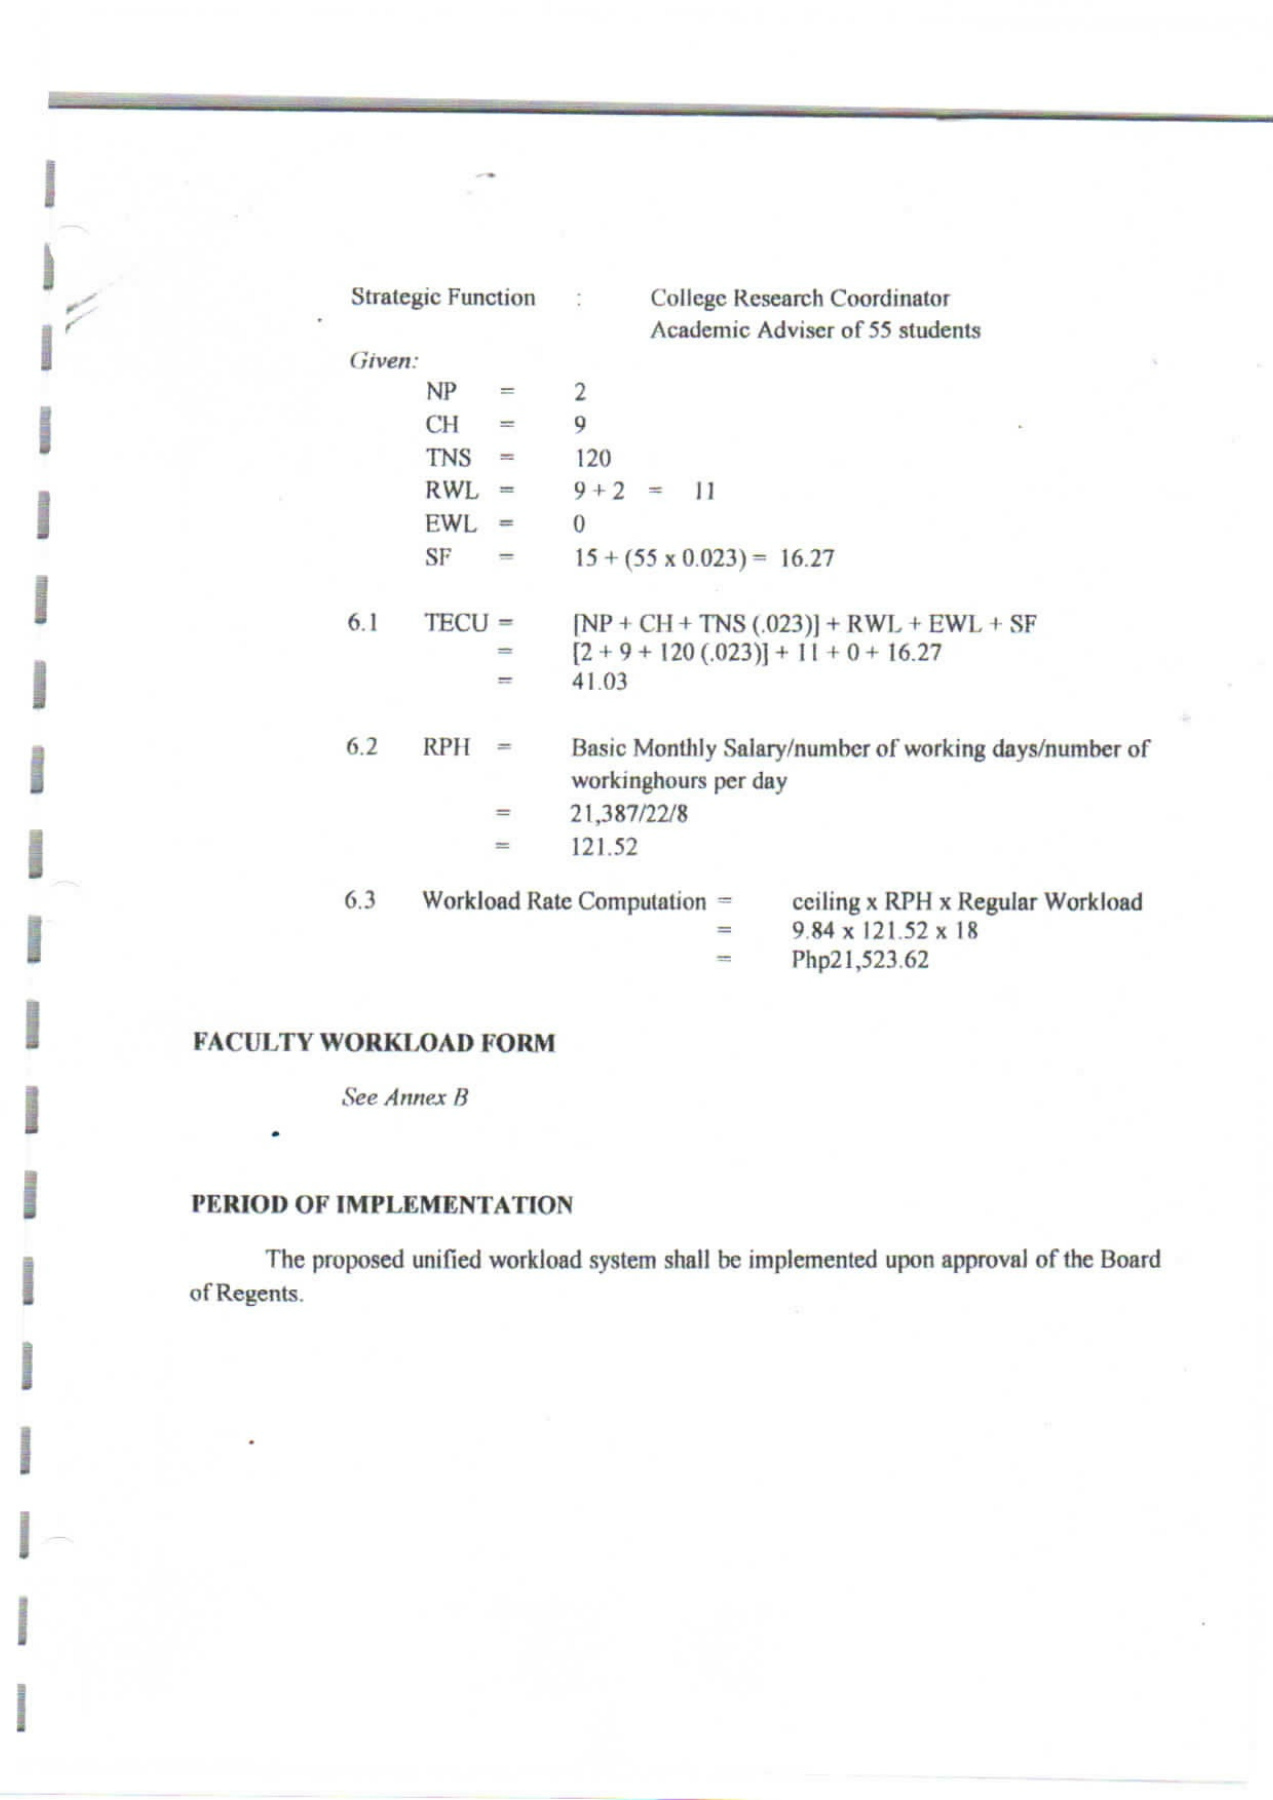 Strategic Function : College Research Coordinator
Academic Adviser of 55 students
Given:
NP = 2
CH = 9
TNS = 120
RWL = 9 + 2 = 11
EWL = 0
SF = 15 + (55 x 0.023) = 16.27
6.1 TECU = [NP + CH + TNS (.023)] + RWL + EWL + SF
= [2 + 9 + 120 (.023)] + 11 + 0 + 16.27
= 41.03
6.2 RPH = Basic Monthly Salary/number of working days/number of
workinghours per day
= 21,387/22/8
= 121.52
6.3 Workload Rate Computation = ceiling x RPH x Regular Workload
= 9.84 x 121.52 x 18
= Php21,523.62
FACULTY WORKLOAD FORM
See Annex B
PERIOD OF IMPLEMENTATION
The proposed unified workload system shall be implemented upon approval of the Board
of Regents.